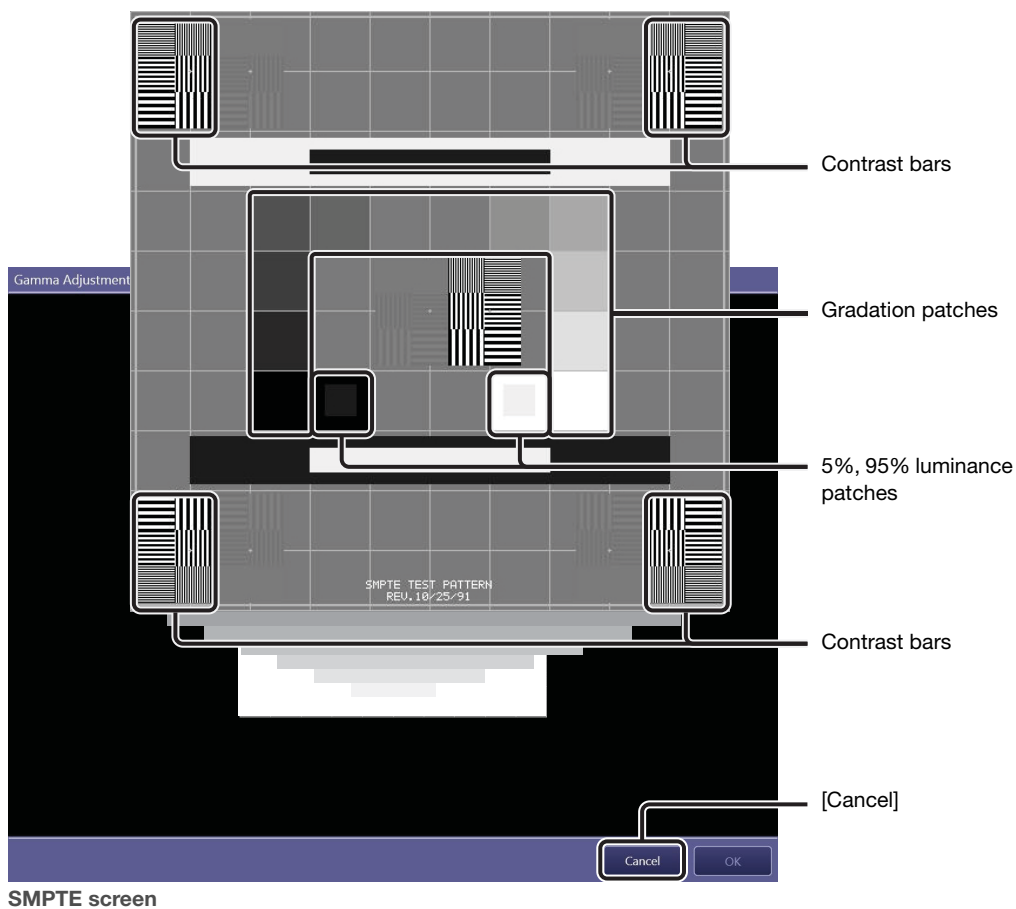 Contrast bars
Gamma Adjustment
Gradation patches
5%, 95% luminance
patches
SMPTE TEST PATTERN
REV.10/25/91
Contrast bars
[Cancel]
Cancel
OK
SMPTE screen